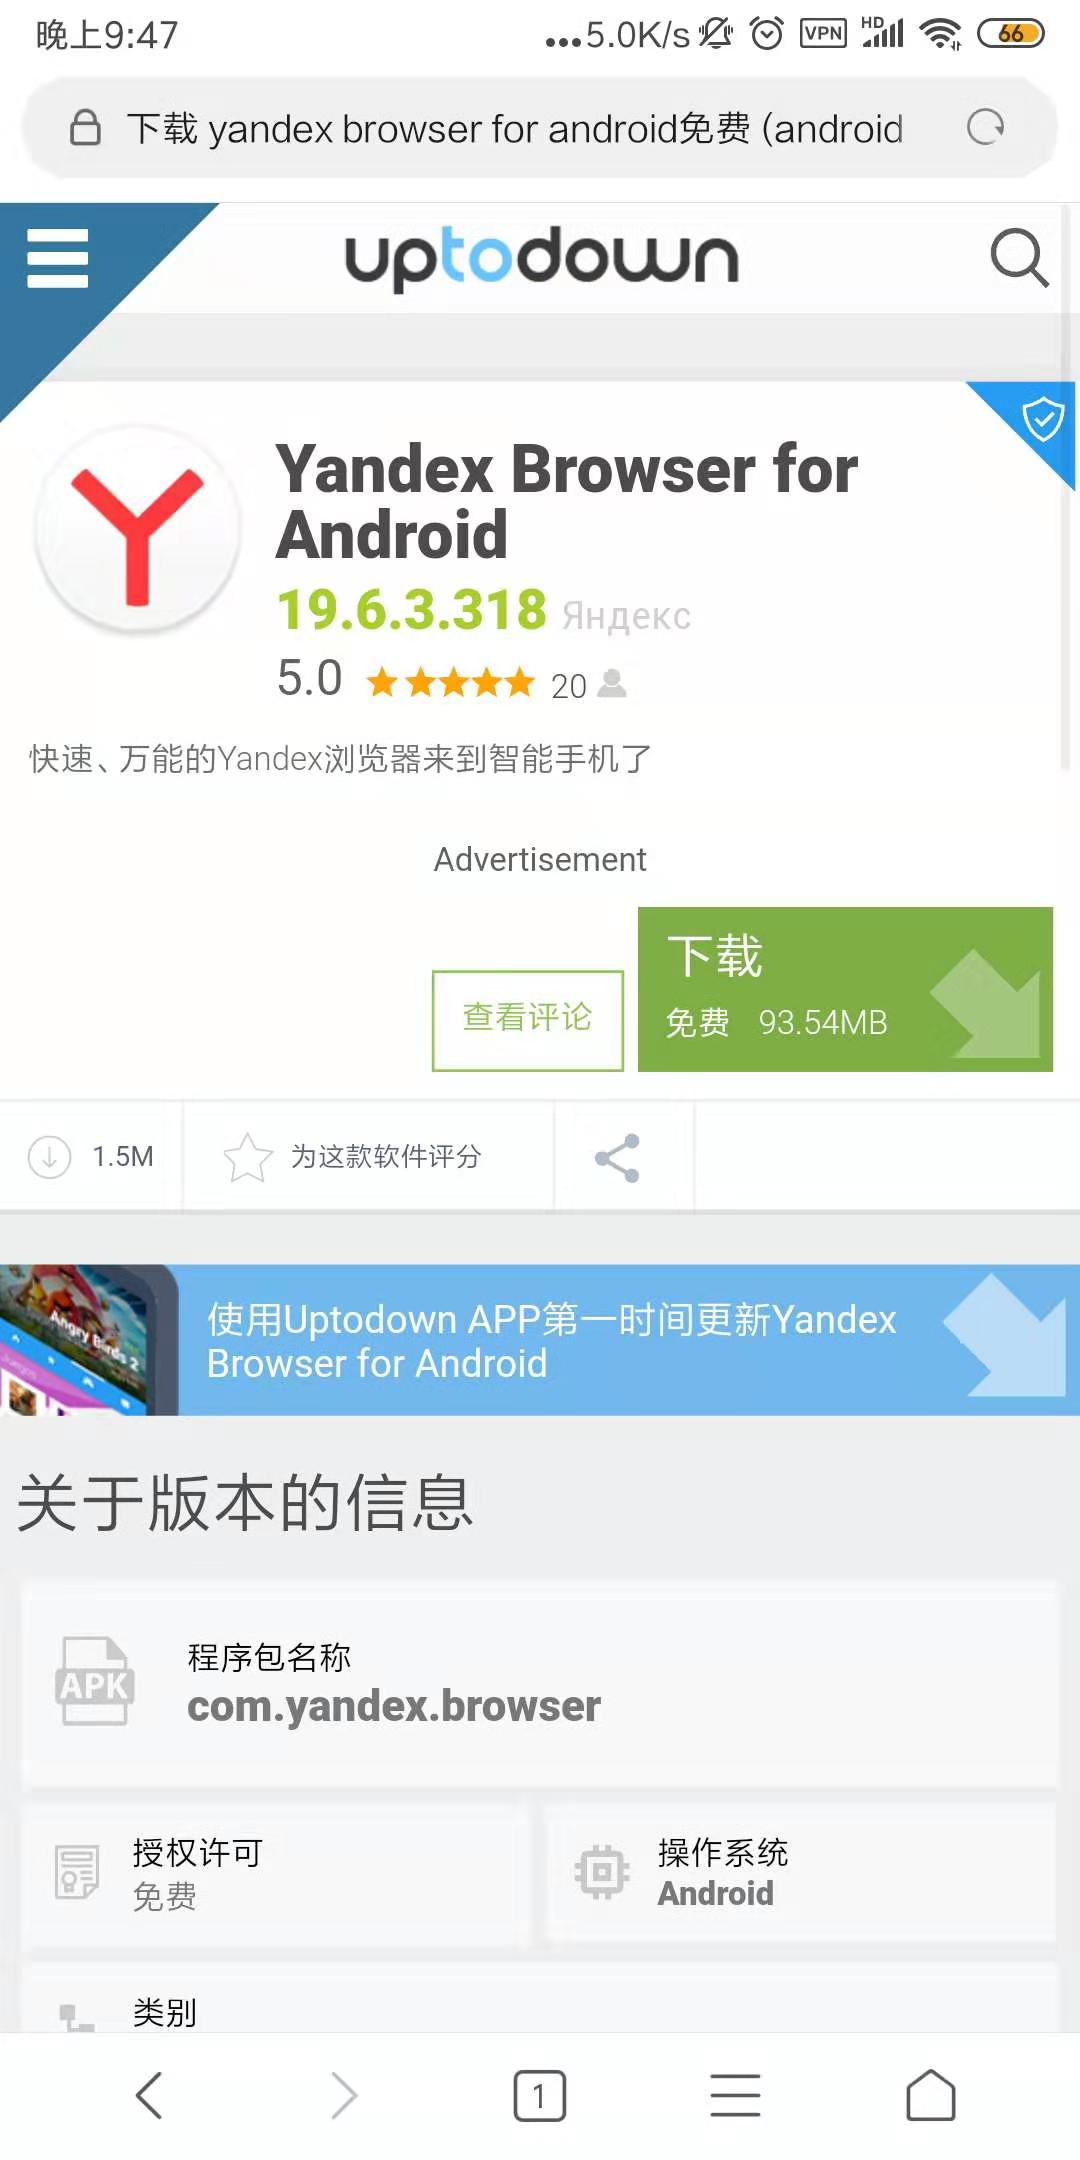 晚上9:47
...5.0K/s VPN HD 66
下载 yandex browser for android免费 (android
uptodown
Yandex Browser for
Android
19.6.3.318 Яндекс
5.0 20
快速、万能的Yandex浏览器来到智能手机了
Advertisement
下载
查看评论
免费 93.54MB
1.5M 为这款软件评分
Angry Birds 2
Juegos
使用Uptodown APP第一时间更新Yandex
Browser for Android
关于版本的信息
APK
程序包名称
com.yandex.browser
授权许可
免费
操作系统
Android
类别
1